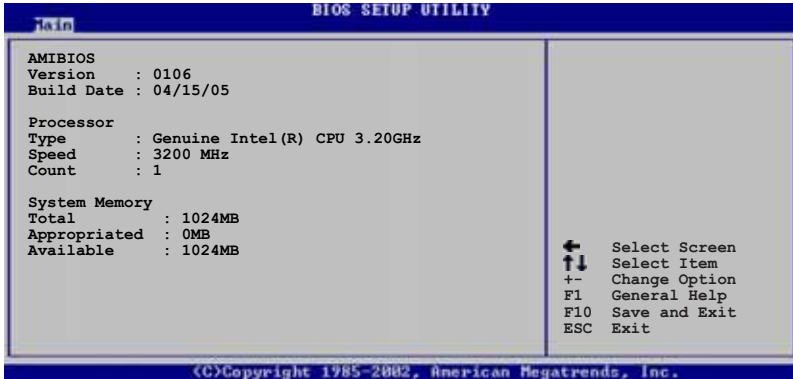 BIOS SETUP UTILITY
Main
AMIBIOS
Version : 0106
Build Date : 04/15/05
Processor
Type : Genuine Intel(R) CPU 3.20GHz
Speed : 3200 MHz
Count : 1
System Memory
Total : 1024MB
Appropriated : 0MB
Available : 1024MB
← Select Screen
↑↓ Select Item
+- Change Option
F1 General Help
F10 Save and Exit
ESC Exit
(C)Copyright 1985-2002, American Megatrends, Inc.